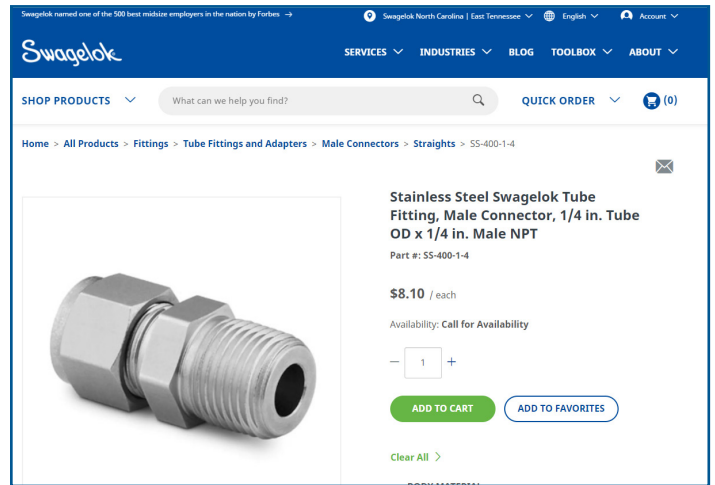 Swagelok named one of the 500 best midsize employers in the nation by Forbes →
Swagelok North Carolina | East Tennessee
English
Account
Swagelok
SERVICES
INDUSTRIES
BLOG
TOOLBOX
ABOUT
SHOP PRODUCTS
What can we help you find?
QUICK ORDER
(0)
Home > All Products > Fittings > Tube Fittings and Adapters > Male Connectors > Straights > SS-400-1-4
Stainless Steel Swagelok Tube
Fitting, Male Connector, 1/4 in. Tube
OD x 1/4 in. Male NPT
Part #: SS-400-1-4
$8.10 / each
Availability: Call for Availability
— 1 +
ADD TO CART
ADD TO FAVORITES
Clear All >
BODY MATERIAL